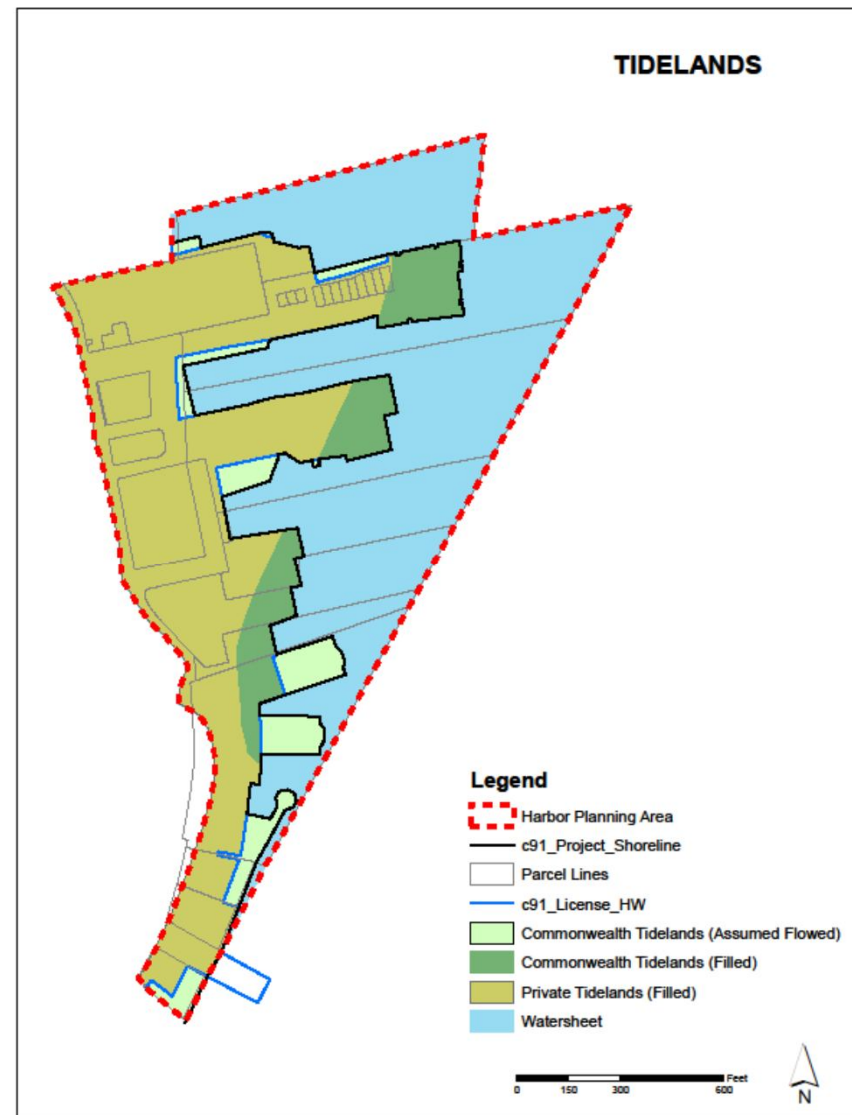 TIDELANDS
Legend
Harbor Planning Area
c91_Project_Shoreline
Parcel Lines
c91_License_HW
Commonwealth Tidelands (Assumed Flowed)
Commonwealth Tidelands (Filled)
Private Tidelands (Filled)
Watersheet
Feet
0 150 300 600
N